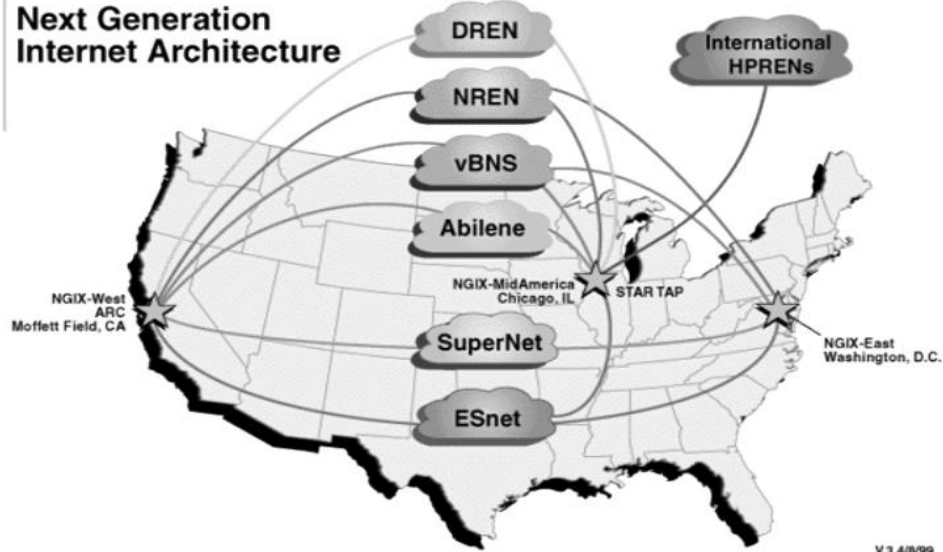 Next Generation
Internet Architecture
DREN
International
HPRENs
NREN
vBNS
Abilene
NGIX-MidAmerica
Chicago, IL
STAR TAP
NGIX-West
ARC
Moffett Field, CA
SuperNet
NGIX-East
Washington, D.C.
ESnet